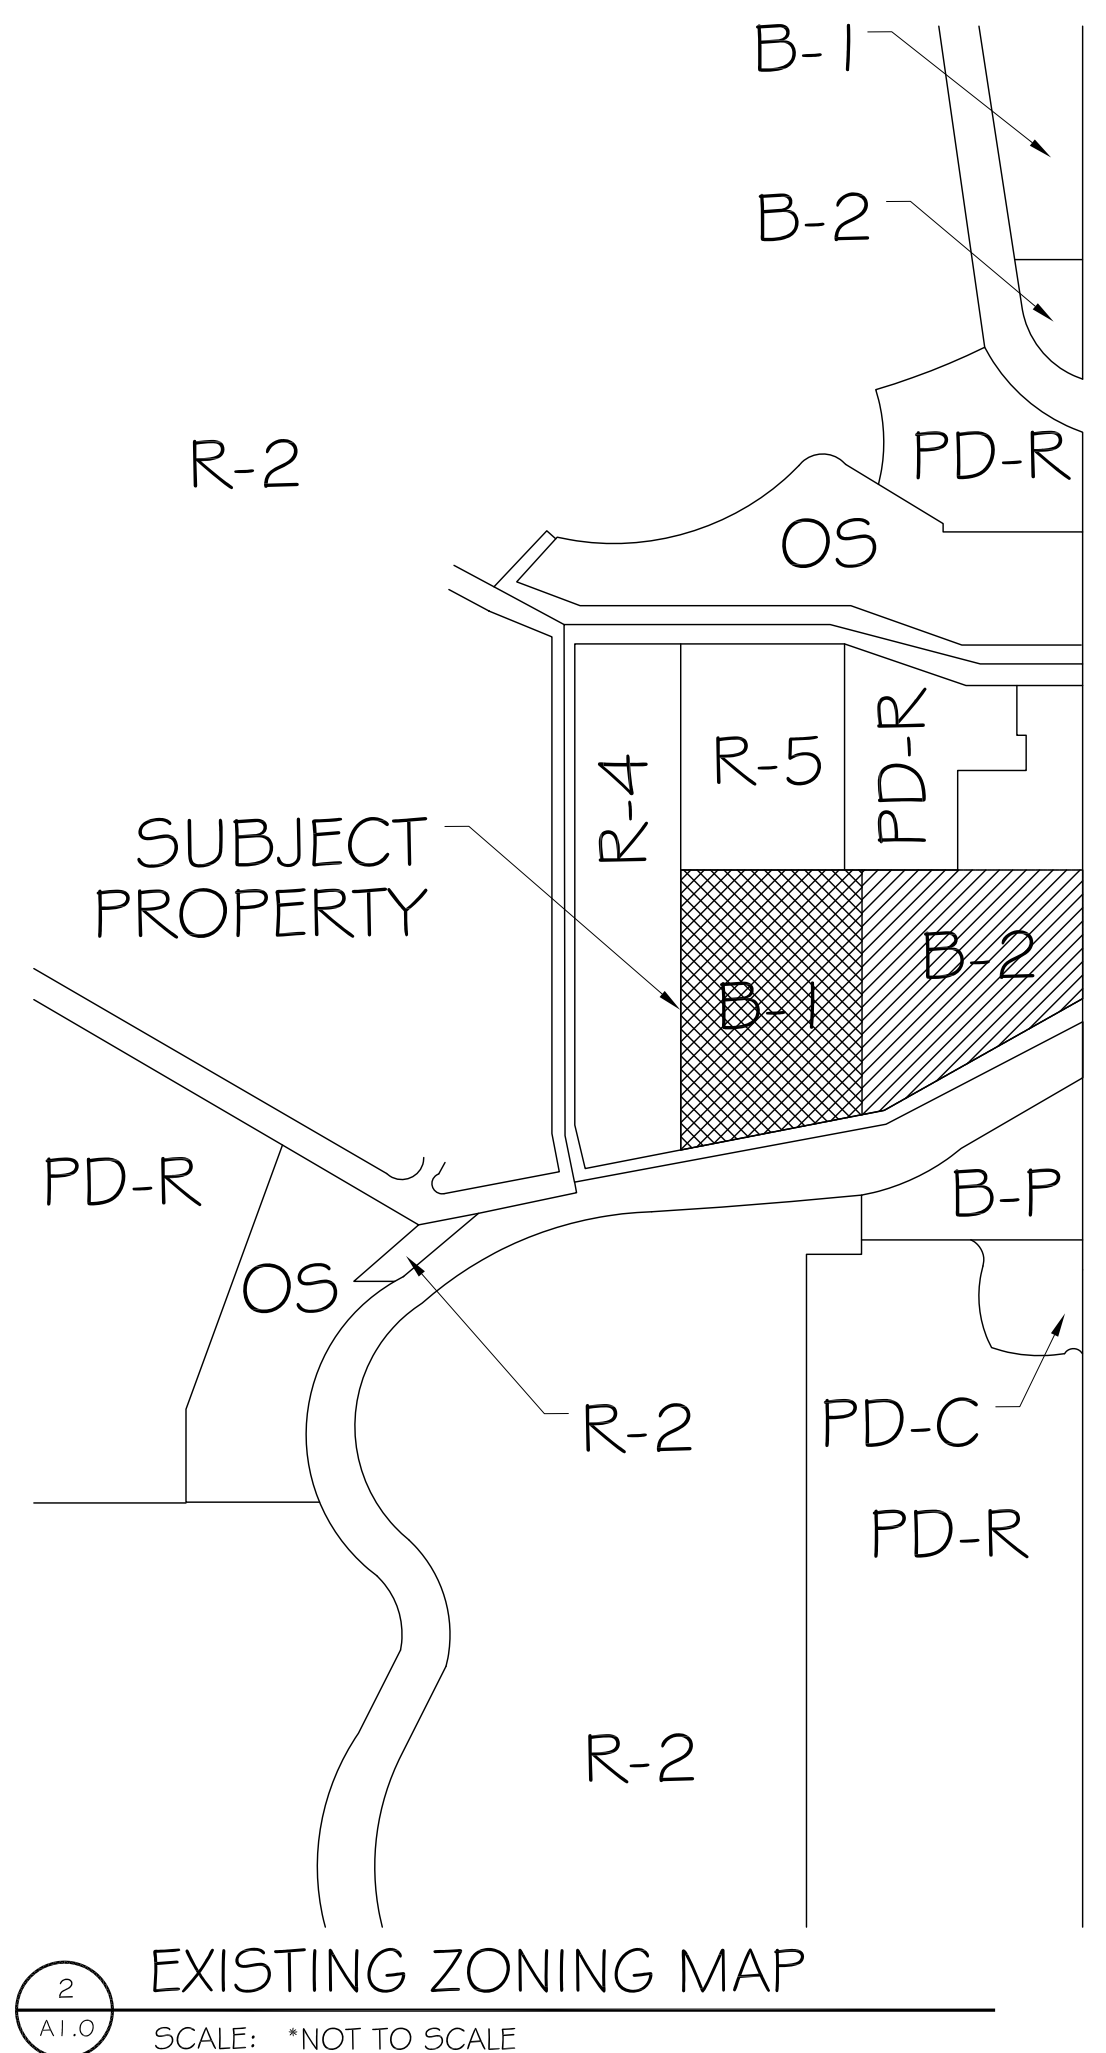 B-1
B-2
R-2
PD-R
OS
R-4
R-5
PD-R
SUBJECT
PROPERTY
B-1
B-2
PD-R
B-P
OS
R-2
PD-C
PD-R
R-2
2
A1.0
EXISTING ZONING MAP
SCALE: *NOT TO SCALE